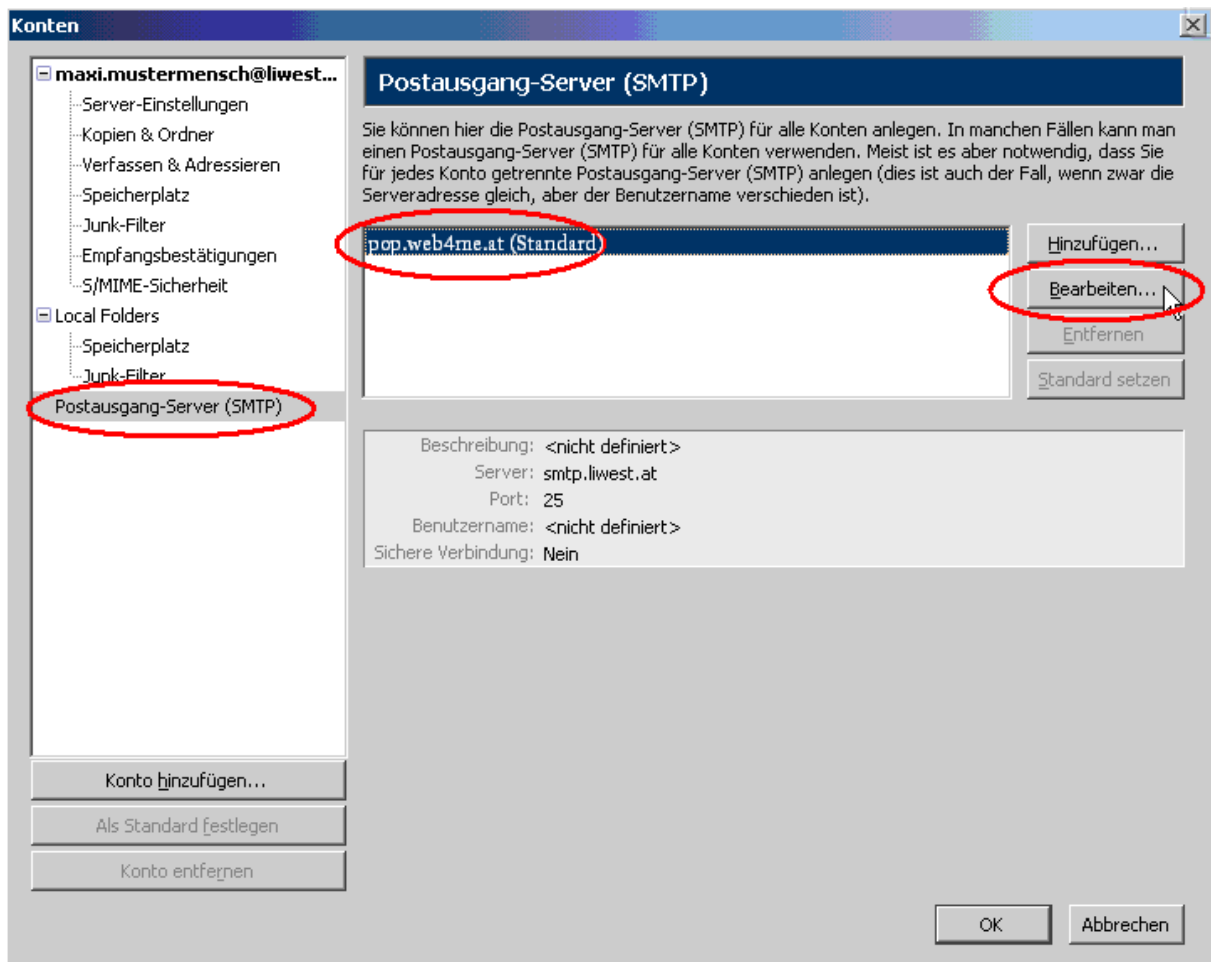 Konten
maxi.mustermensch@liwest...
Server-Einstellungen
Kopien & Ordner
Verfassen & Adressieren
Speicherplatz
Junk-Filter
Empfangsbestätigungen
S/MIME-Sicherheit
Local Folders
Speicherplatz
Junk-Filter
Postausgang-Server (SMTP)
Konto hinzufügen...
Als Standard festlegen
Konto entfernen
Postausgang-Server (SMTP)
Sie können hier die Postausgang-Server (SMTP) für alle Konten anlegen. In manchen Fällen kann man
einen Postausgang-Server (SMTP) für alle Konten verwenden. Meist ist es aber notwendig, dass Sie
für jedes Konto getrennte Postausgang-Server (SMTP) anlegen (dies ist auch der Fall, wenn zwar die
Serveradresse gleich, aber der Benutzername verschieden ist).
pop.web4me.at (Standard)
Hinzufügen...
Bearbeiten...
Entfernen
Standard setzen
Beschreibung: <nicht definiert>
Server: smtp.liwest.at
Port: 25
Benutzername: <nicht definiert>
Sichere Verbindung: Nein
OK
Abbrechen